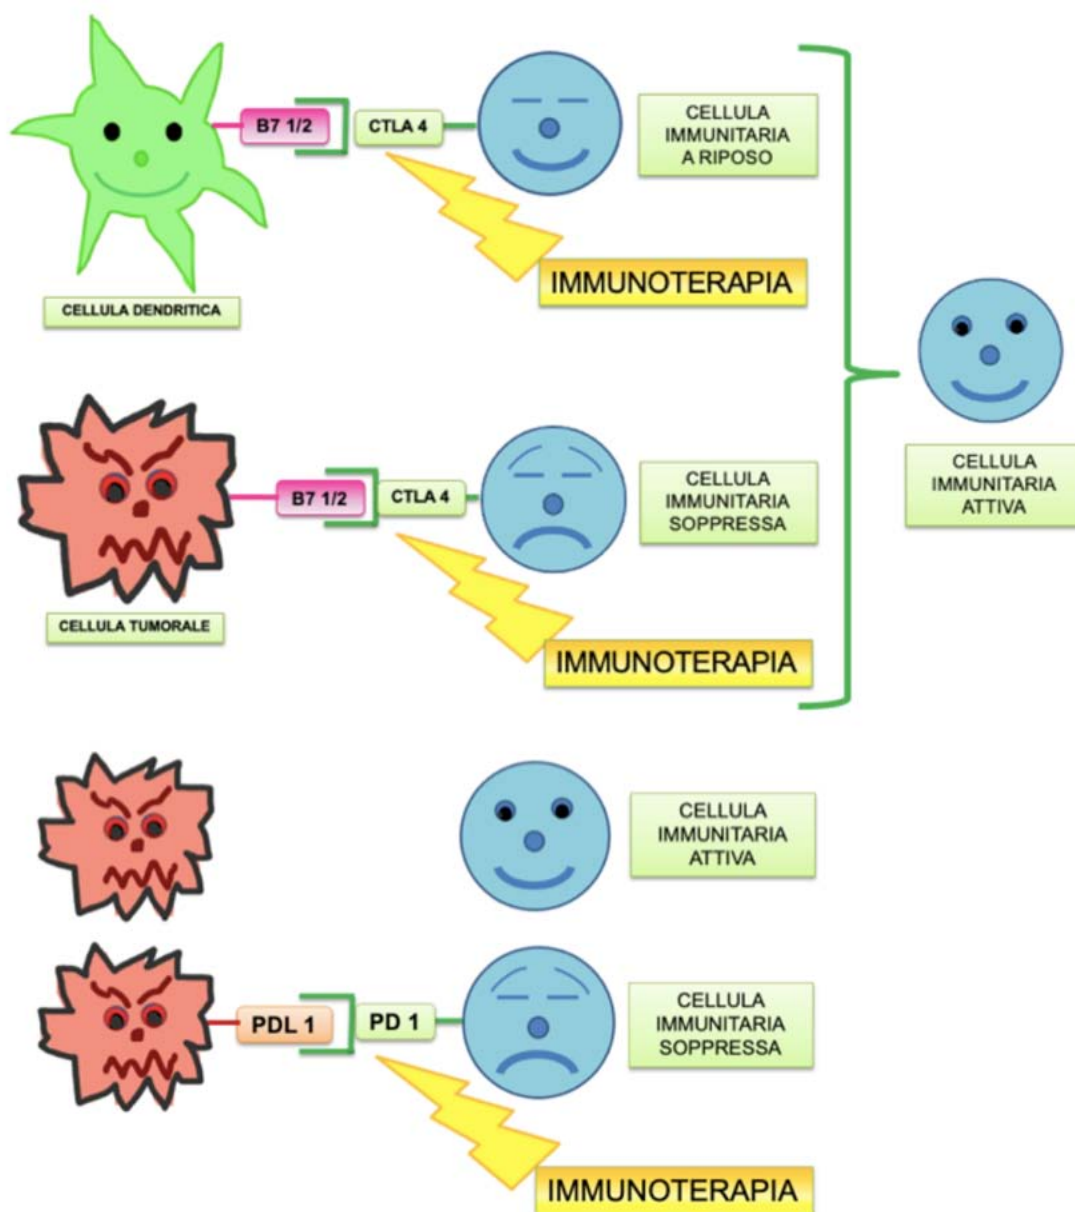 B7 1/2
CTLA 4
CELLULA
IMMUNITARIA
A RIPOSO
IMMUNOTERAPIA
CELLULA DENDRITICA
B7 1/2
CTLA 4
CELLULA
IMMUNITARIA
SOPPRESSA
CELLULA
IMMUNITARIA
ATTIVA
CELLULA TUMORALE
IMMUNOTERAPIA
CELLULA
IMMUNITARIA
ATTIVA
PDL 1
PD 1
CELLULA
IMMUNITARIA
SOPPRESSA
IMMUNOTERAPIA